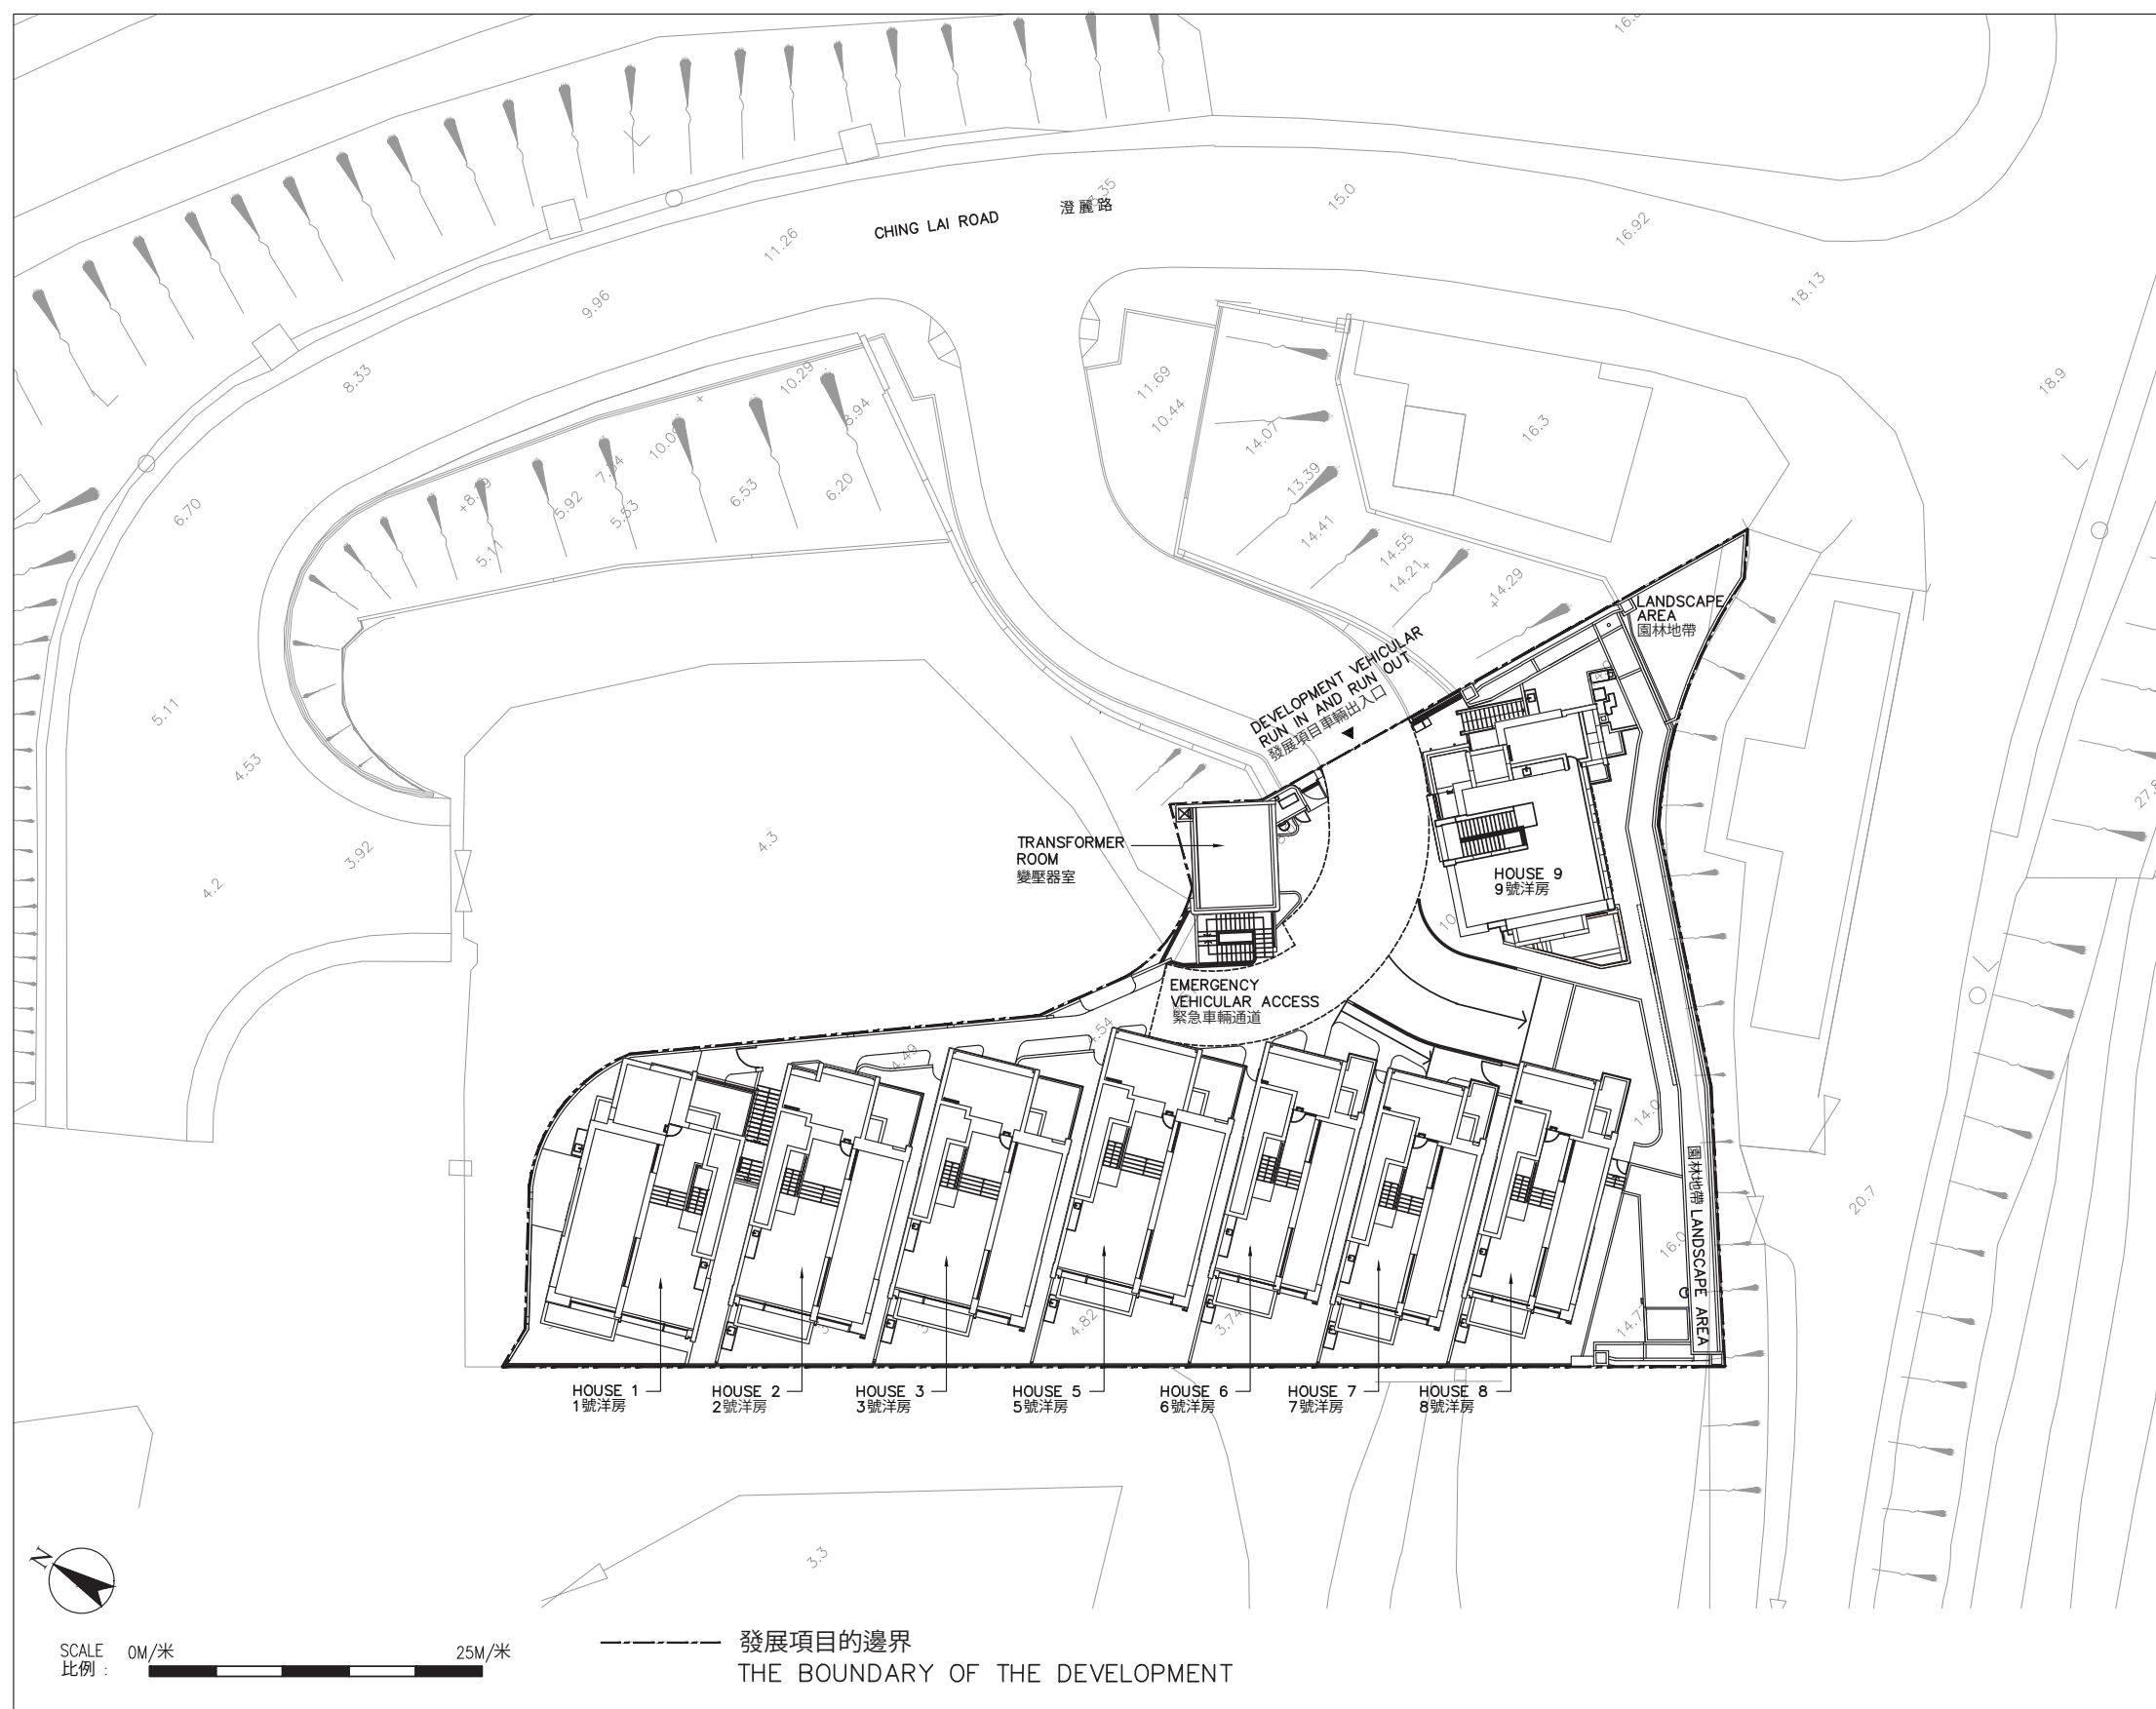 16.92
15.0
CHING LAI ROAD 澄麗路
11.26
18.13
9.96
8.33
18.9
10.29
11.69
10.44
8.94
16.3
14.07
7.54
6.70
5.92
5.53
6.53
6.20
13.39
14.41
14.55
14.21
14.29
5.11
LANDSCAPE
AREA
園林地帶
DEVELOPMENT VEHICULAR
RUN IN AND RUN OUT
發展項目車輛出入口
5.11
4.53
4.3
3.92
4.2
TRANSFORMER
ROOM
變壓器室
HOUSE 9
9號洋房
EMERGENCY
VEHICULAR ACCESS
緊急車輛通道
4.49
園林地帶 LANDSCAPE AREA
20.7
4.82
HOUSE 1
1號洋房
HOUSE 2
2號洋房
HOUSE 3
3號洋房
HOUSE 5
5號洋房
HOUSE 6
6號洋房
HOUSE 7
7號洋房
HOUSE 8
8號洋房
3.3
N
SCALE 0M/米 25M/米
比例 :
發展項目的邊界
THE BOUNDARY OF THE DEVELOPMENT